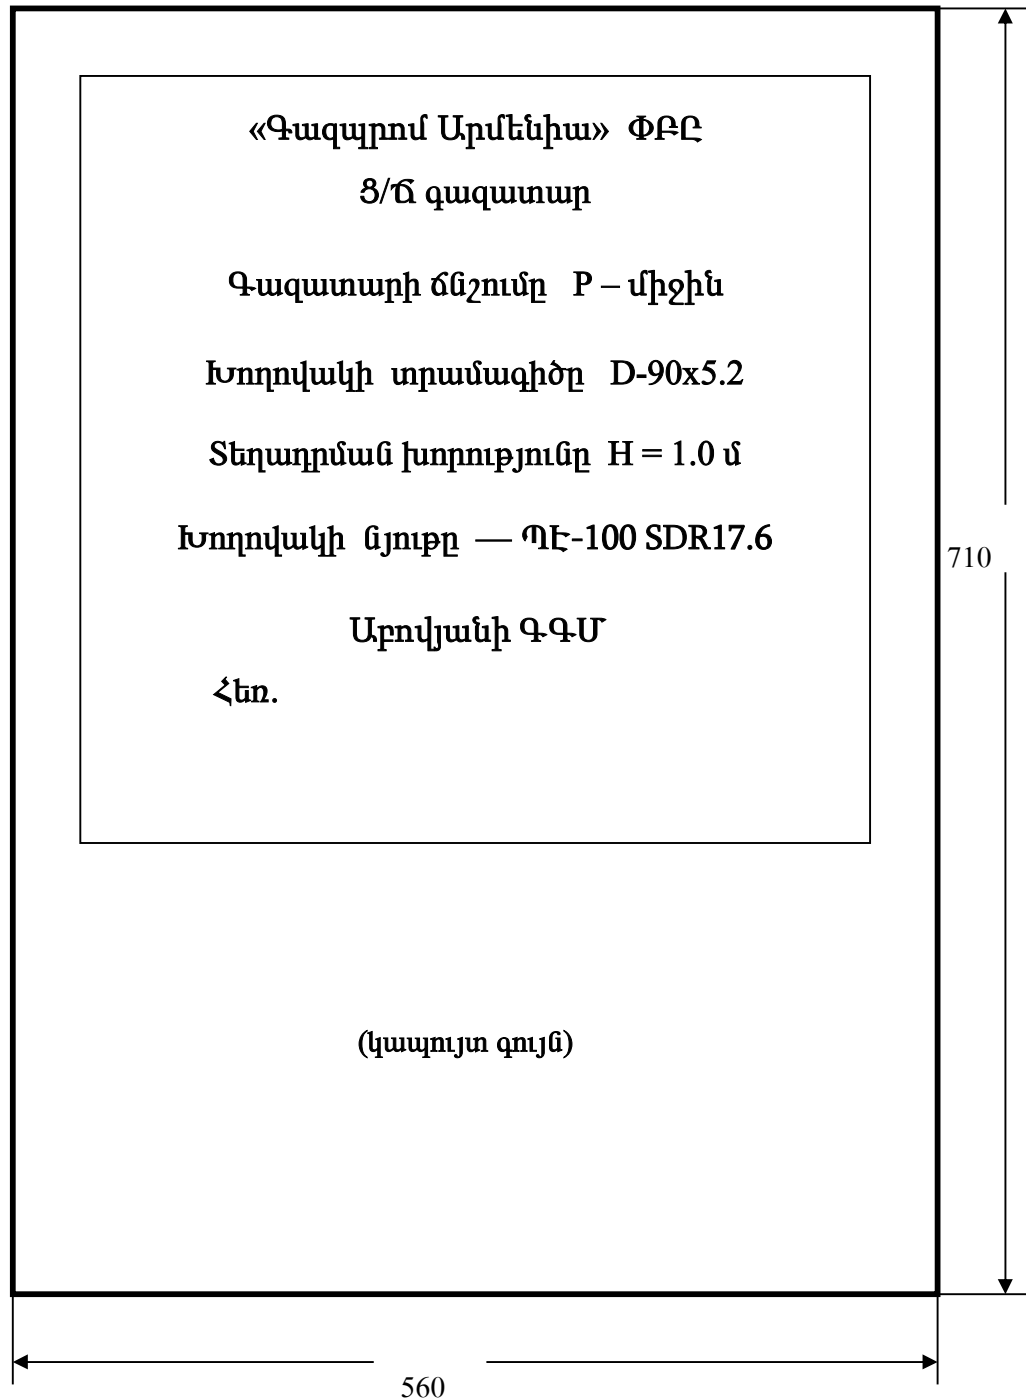 «Գազպրոմ Արմենիա» ՓԲԸ
Ց/Ճ գազատար
Գազատարի ճնշումը P – միջին
Խողովակի տրամագիծը D-90x5.2
Տեղադրման խորությունը H = 1.0 մ
Խողովակի նյութը — ՊԷ-100 SDR17.6
710
Աբովյանի ԳԳՄ
Հեռ.
(կապույտ գույն)
560